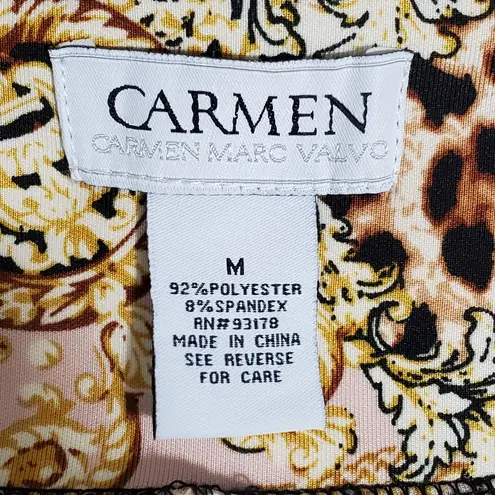 CARMEN
CARMEN MARC VALVO
M
92%POLYESTER
8%SPANDEX
RN#93178
MADE IN CHINA
SEE REVERSE
FOR CARE